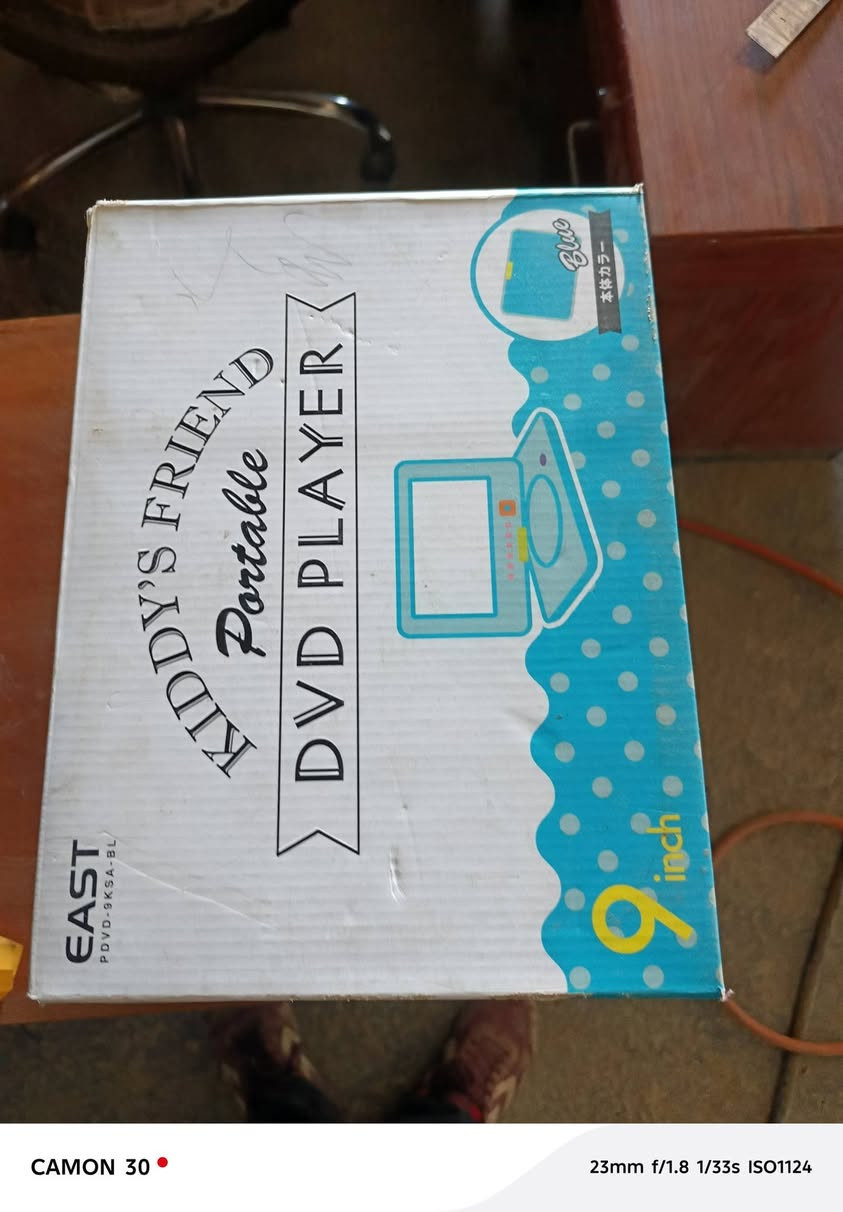 EAST
PDVD-9KSA-BL
KIDDY'S FRIEND
Portable
DVD PLAYER
Blue
本体カラー
9 inch
CAMON 30
23mm f/1.8 1/33s ISO1124